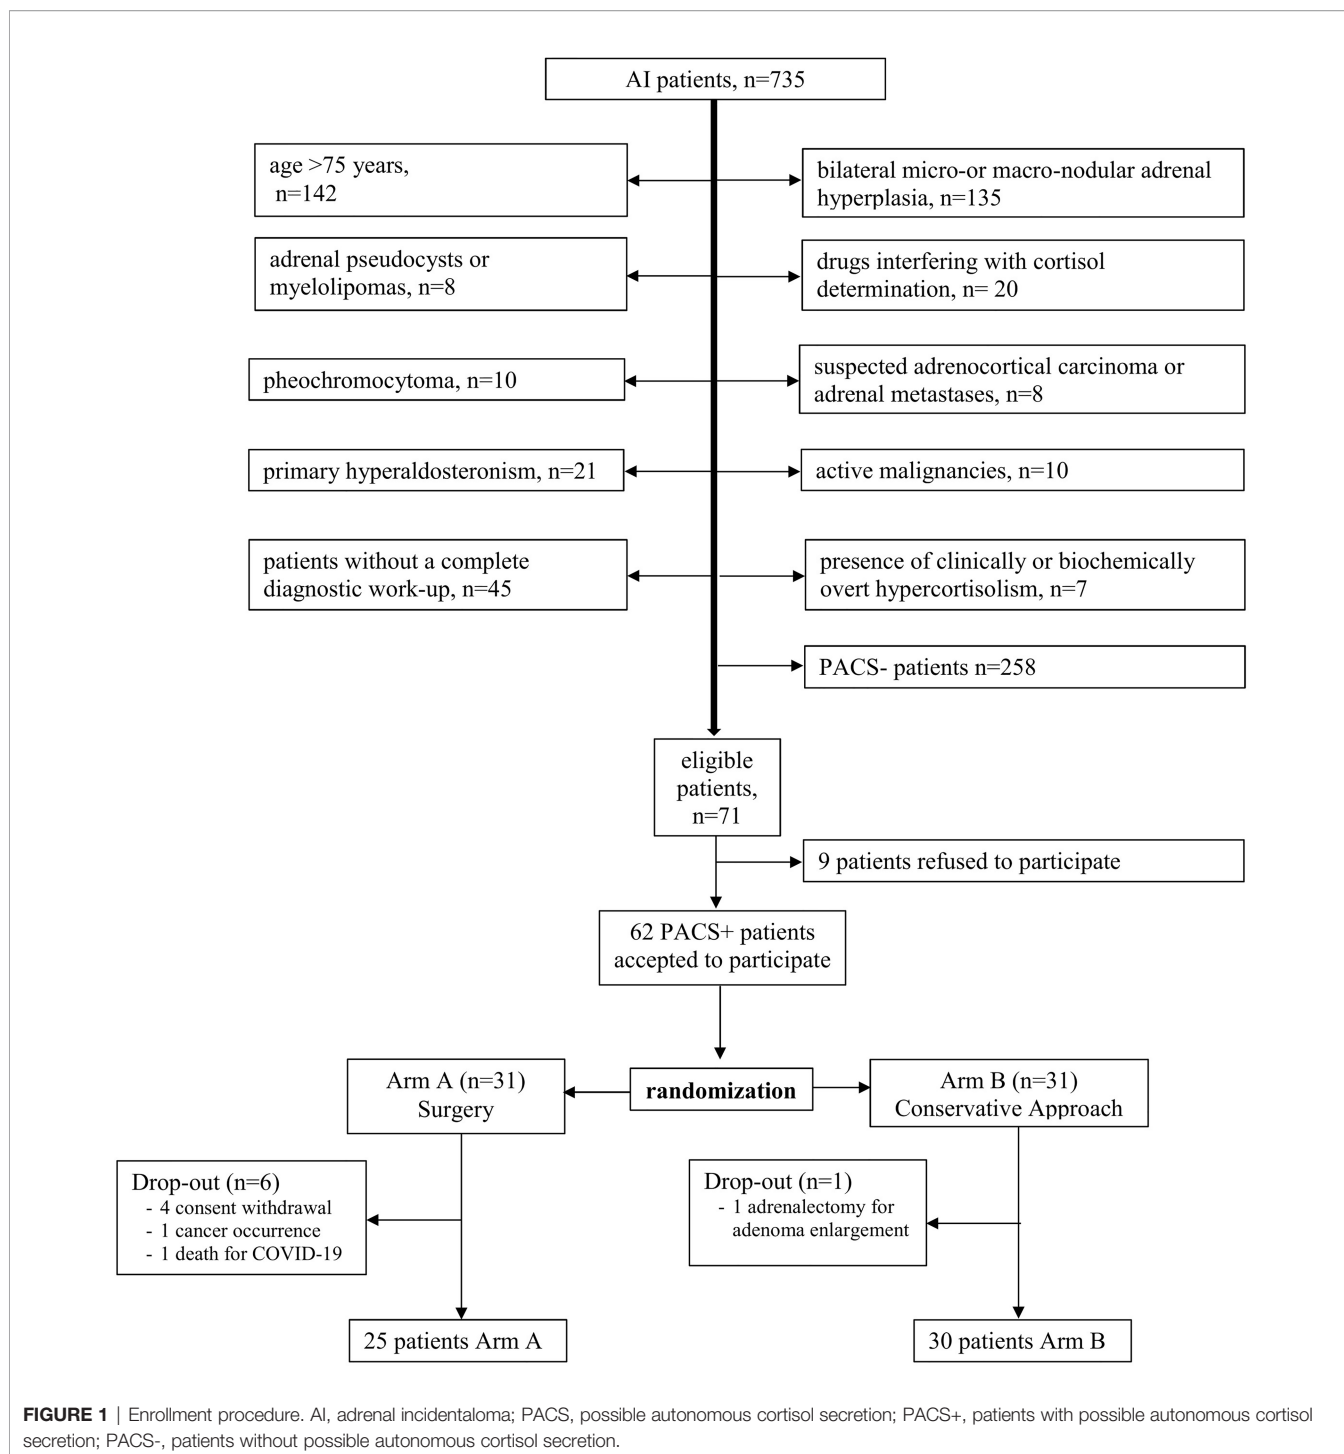 AI patients, n=735
age >75 years,
n=142
bilateral micro-or macro-nodular adrenal
hyperplasia, n=135
adrenal pseudocysts or
myelolipomas, n=8
drugs interfering with cortisol
determination, n= 20
pheochromocytoma, n=10
suspected adrenocortical carcinoma or
adrenal metastases, n=8
primary hyperaldosteronism, n=21
active malignancies, n=10
patients without a complete
diagnostic work-up, n=45
presence of clinically or biochemically
overt hypercortisolism, n=7
PACS- patients n=258
eligible
patients,
n=71
9 patients refused to participate
62 PACS+ patients
accepted to participate
Arm A (n=31)
Surgery
randomization
Arm B (n=31)
Conservative Approach
Drop-out (n=6)
- 4 consent withdrawal
- 1 cancer occurrence
- 1 death for COVID-19
Drop-out (n=1)
- 1 adrenalectomy for
adenoma enlargement
25 patients Arm A
30 patients Arm B
FIGURE 1 | Enrollment procedure. AI, adrenal incidentaloma; PACS, possible autonomous cortisol secretion; PACS+, patients with possible autonomous cortisol
secretion; PACS-, patients without possible autonomous cortisol secretion.